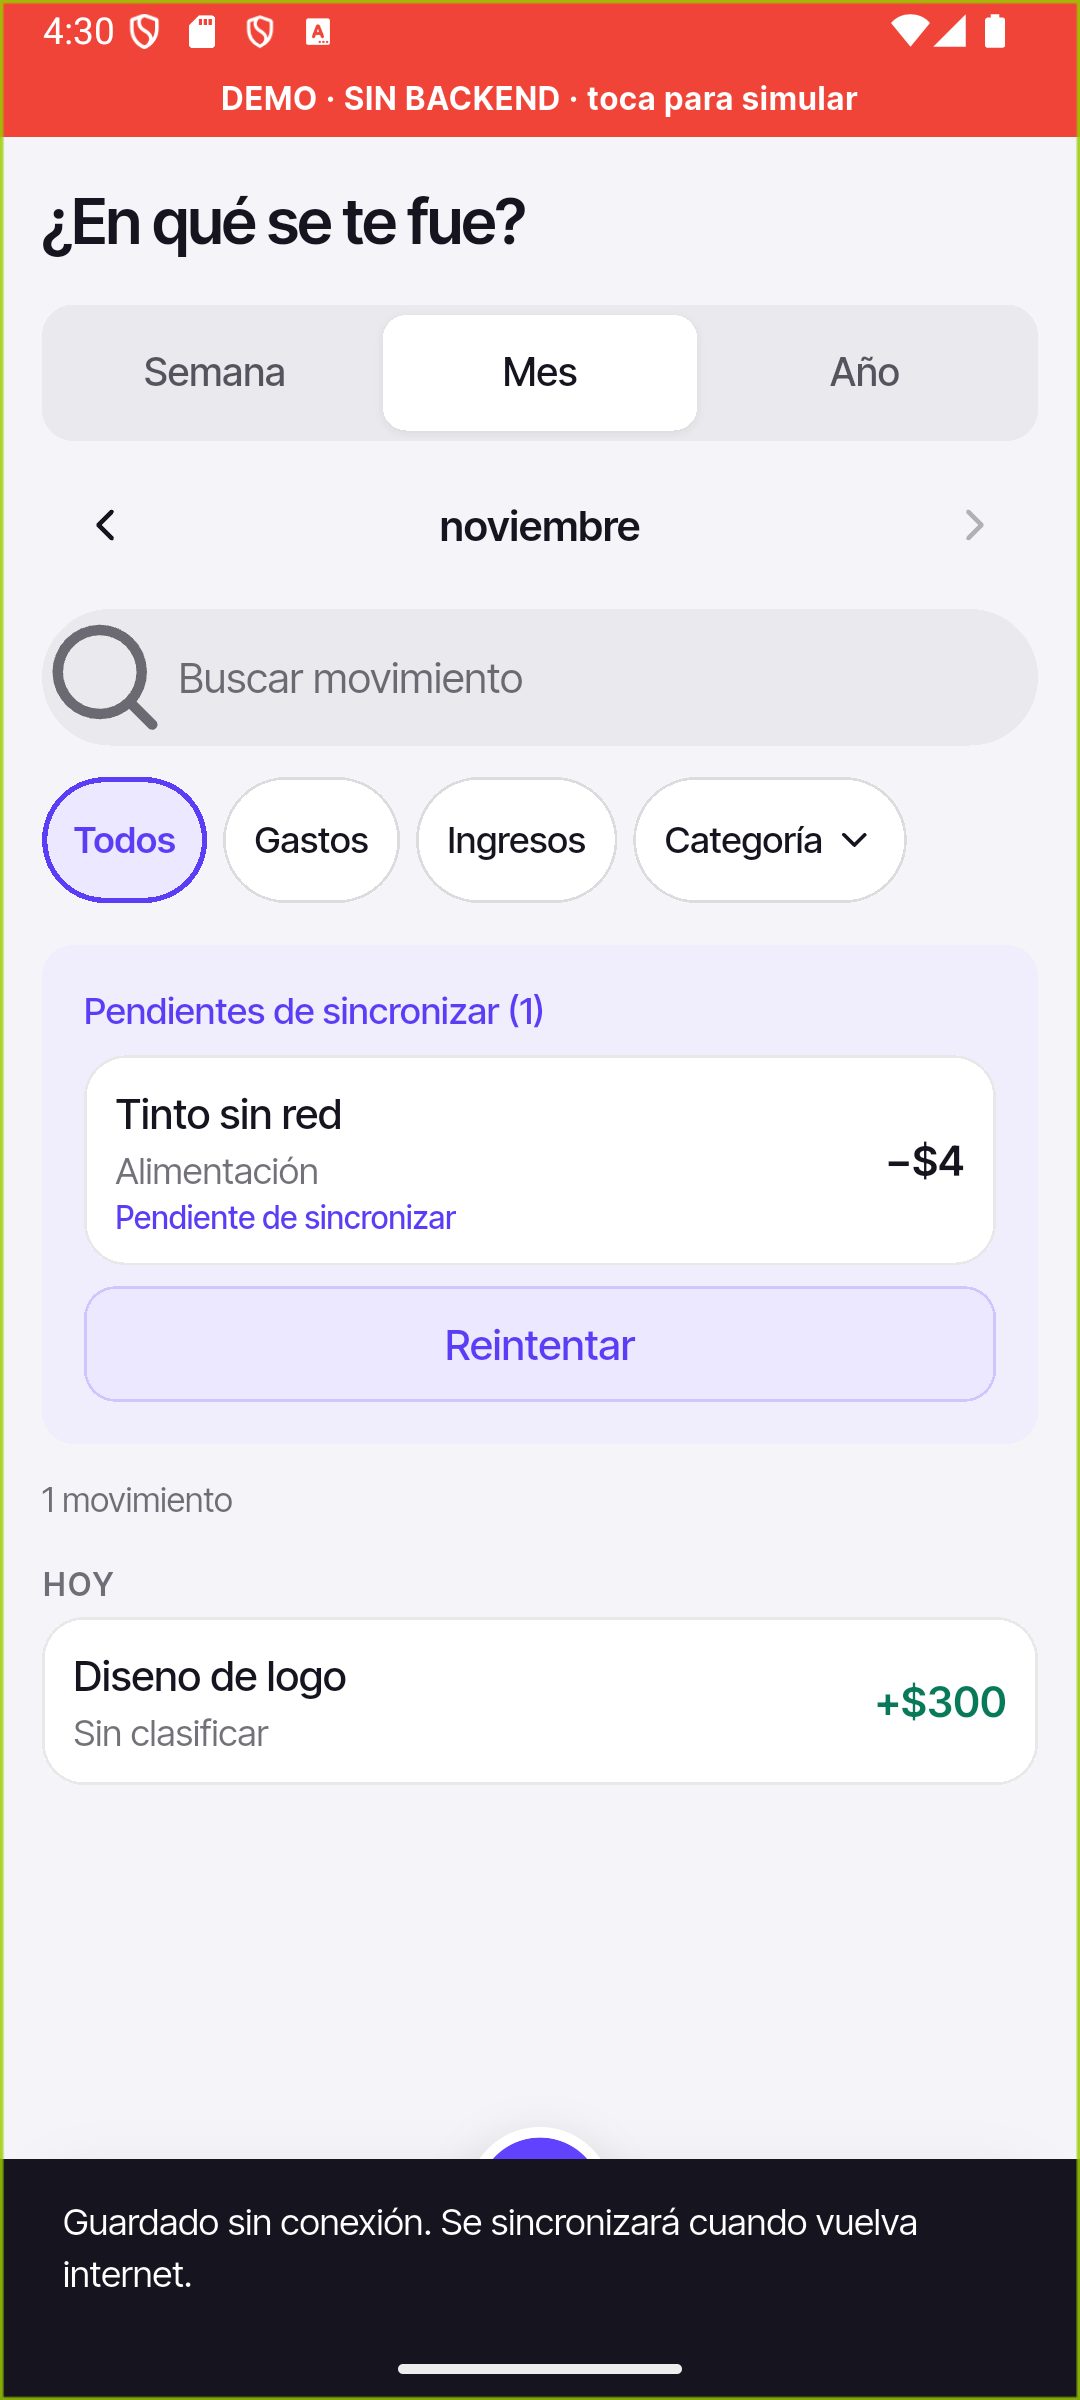 4:30
DEMO · SIN BACKEND · toca para simular
¿En qué se te fue?
Semana
Mes
Año
noviembre
Buscar movimiento
Todos
Gastos
Ingresos
Categoría
Pendientes de sincronizar (1)
Tinto sin red
Alimentación
−$4
Pendiente de sincronizar
Reintentar
1 movimiento
HOY
Diseno de logo
+$300
Sin clasificar
Guardado sin conexión. Se sincronizará cuando vuelva
internet.